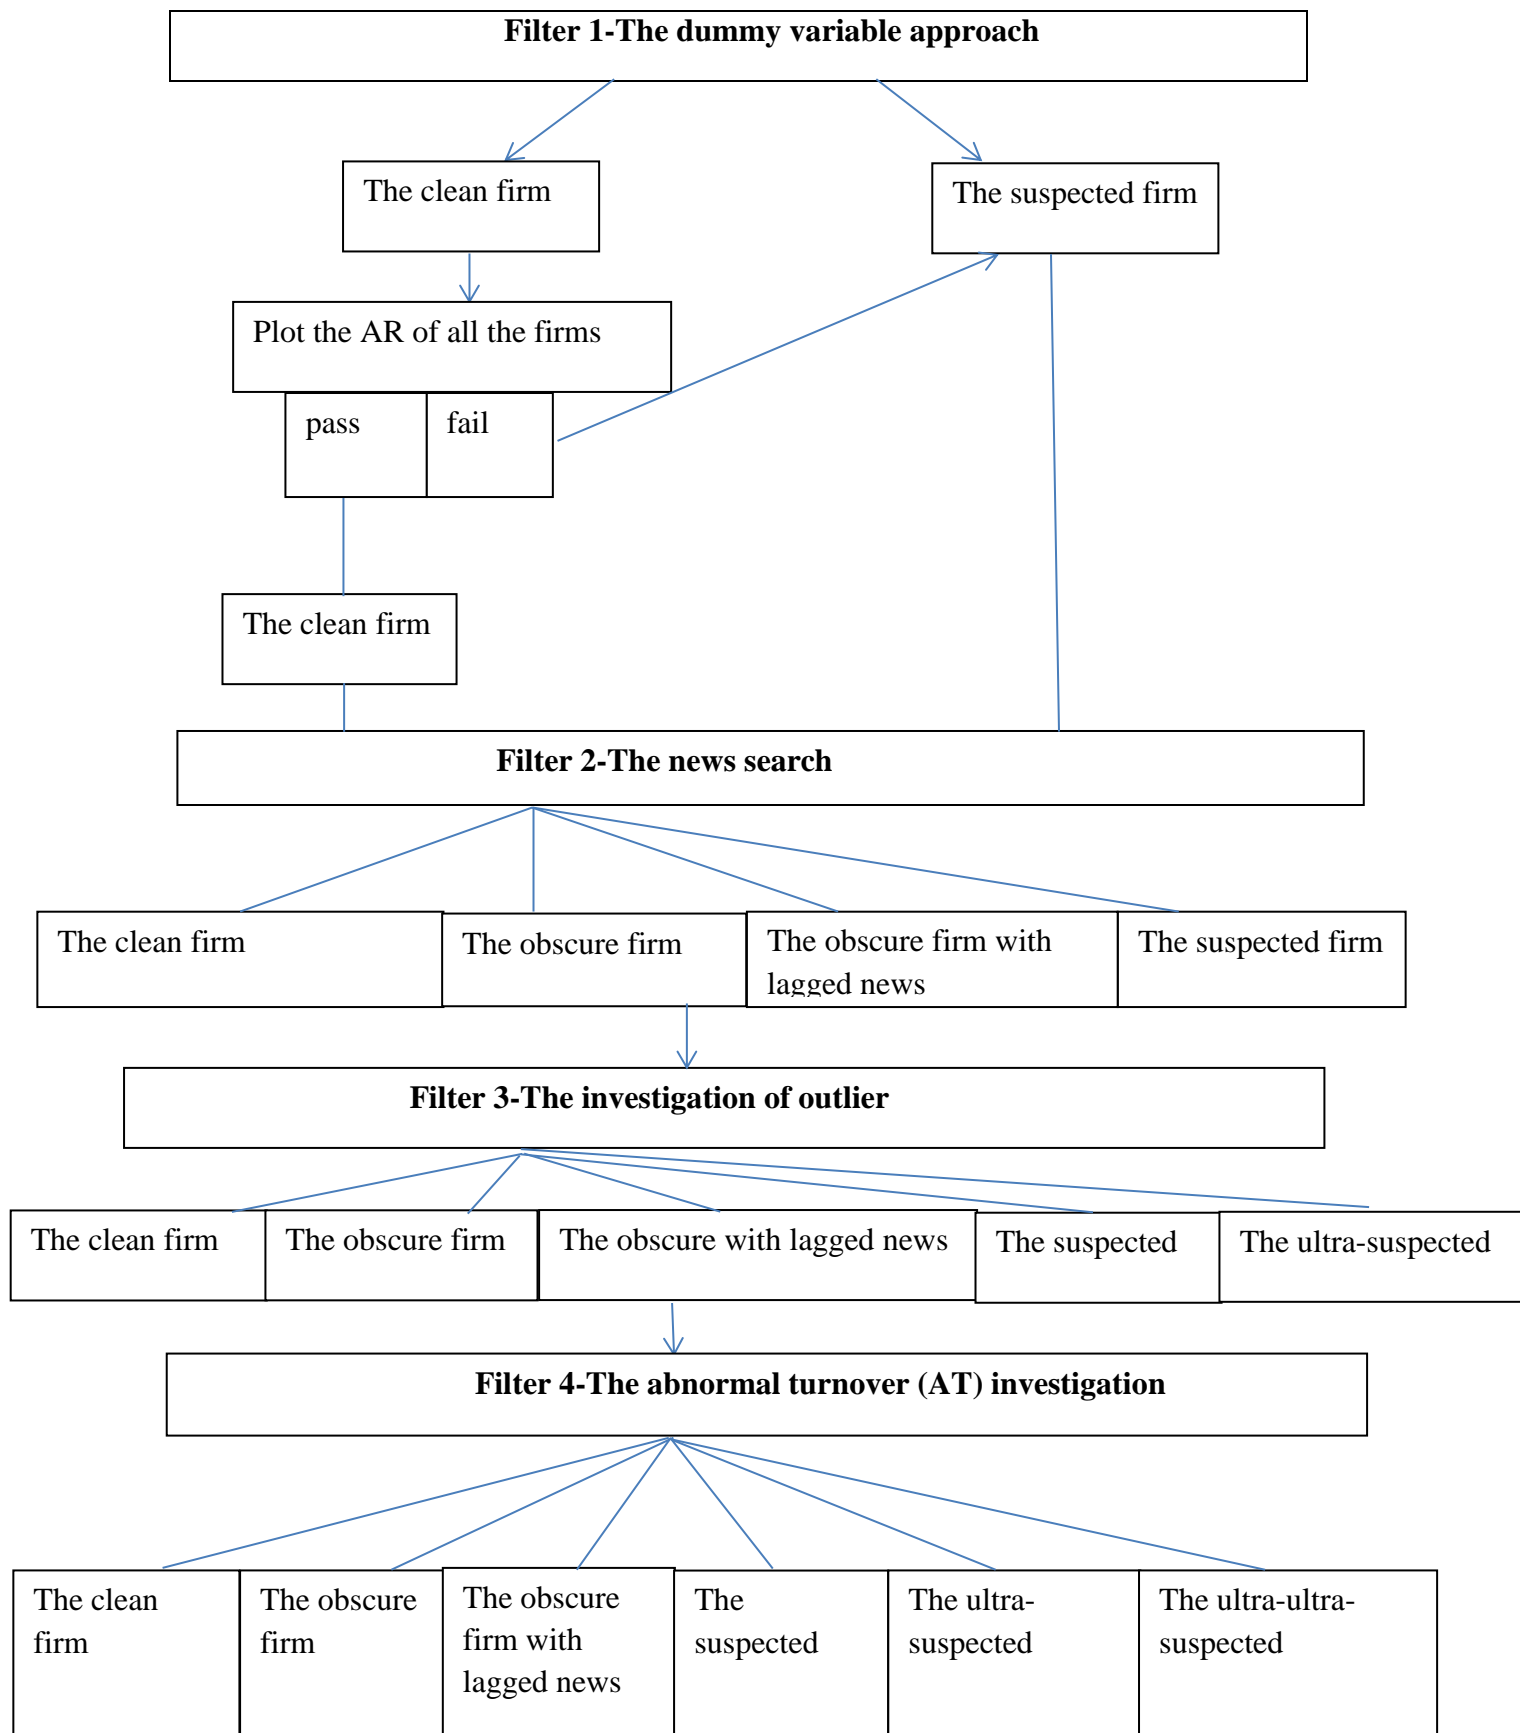 Filter 1-The dummy variable approach
The clean firm
The suspected firm
Plot the AR of all the firms
pass
fail
The clean firm
Filter 2-The news search
The clean firm
The obscure firm
The obscure firm with
lagged news
The suspected firm
Filter 3-The investigation of outlier
The clean firm
The obscure firm
The obscure with lagged news
The suspected
The ultra-suspected
Filter 4-The abnormal turnover (AT) investigation
The clean
firm
The obscure
firm
The obscure
firm with
lagged news
The
suspected
The ultra-
suspected
The ultra-ultra-
suspected